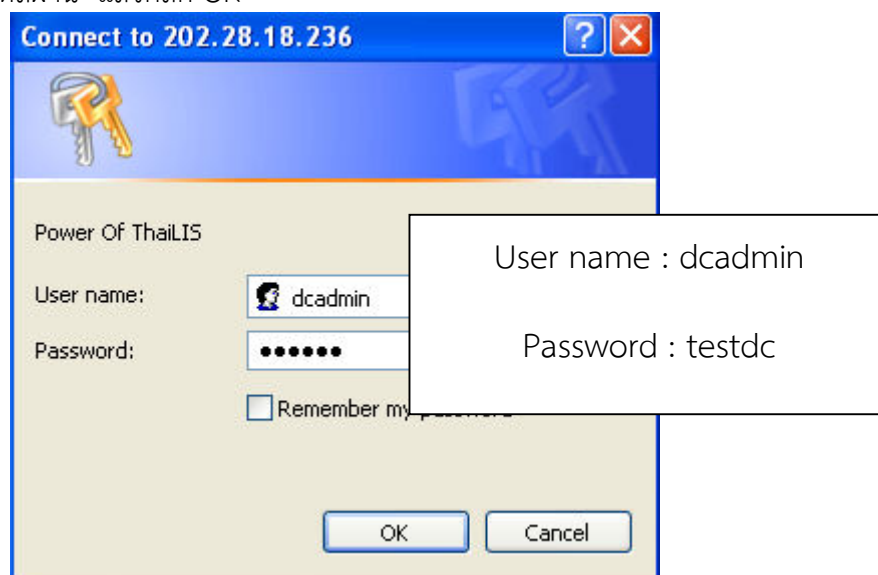 OK
Connect to 202.28.18.236
Power Of ThaiLIS
User name: dcadmin
Password: ••••••
Remember my
User name : dcadmin
Password : testdc
OK Cancel